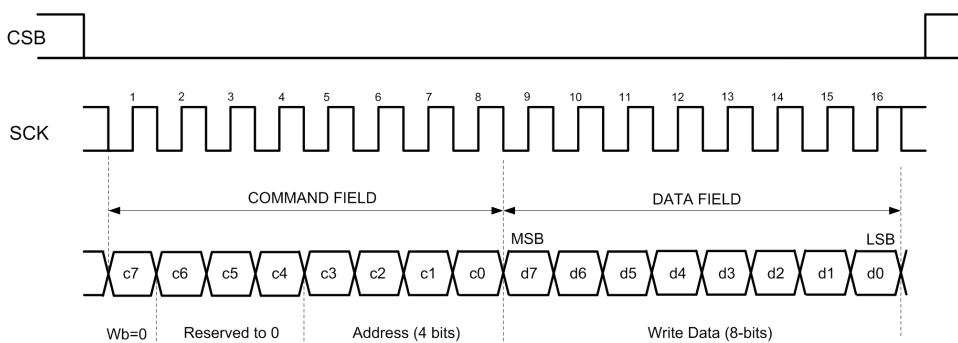 CSB
1 2 3 4 5 6 7 8 9 10 11 12 13 14 15 16
SCK
COMMAND FIELD DATA FIELD
MSB LSB
c7 c6 c5 c4 c3 c2 c1 c0 d7 d6 d5 d4 d3 d2 d1 d0
Wb=0 Reserved to 0 Address (4 bits) Write Data (8-bits)